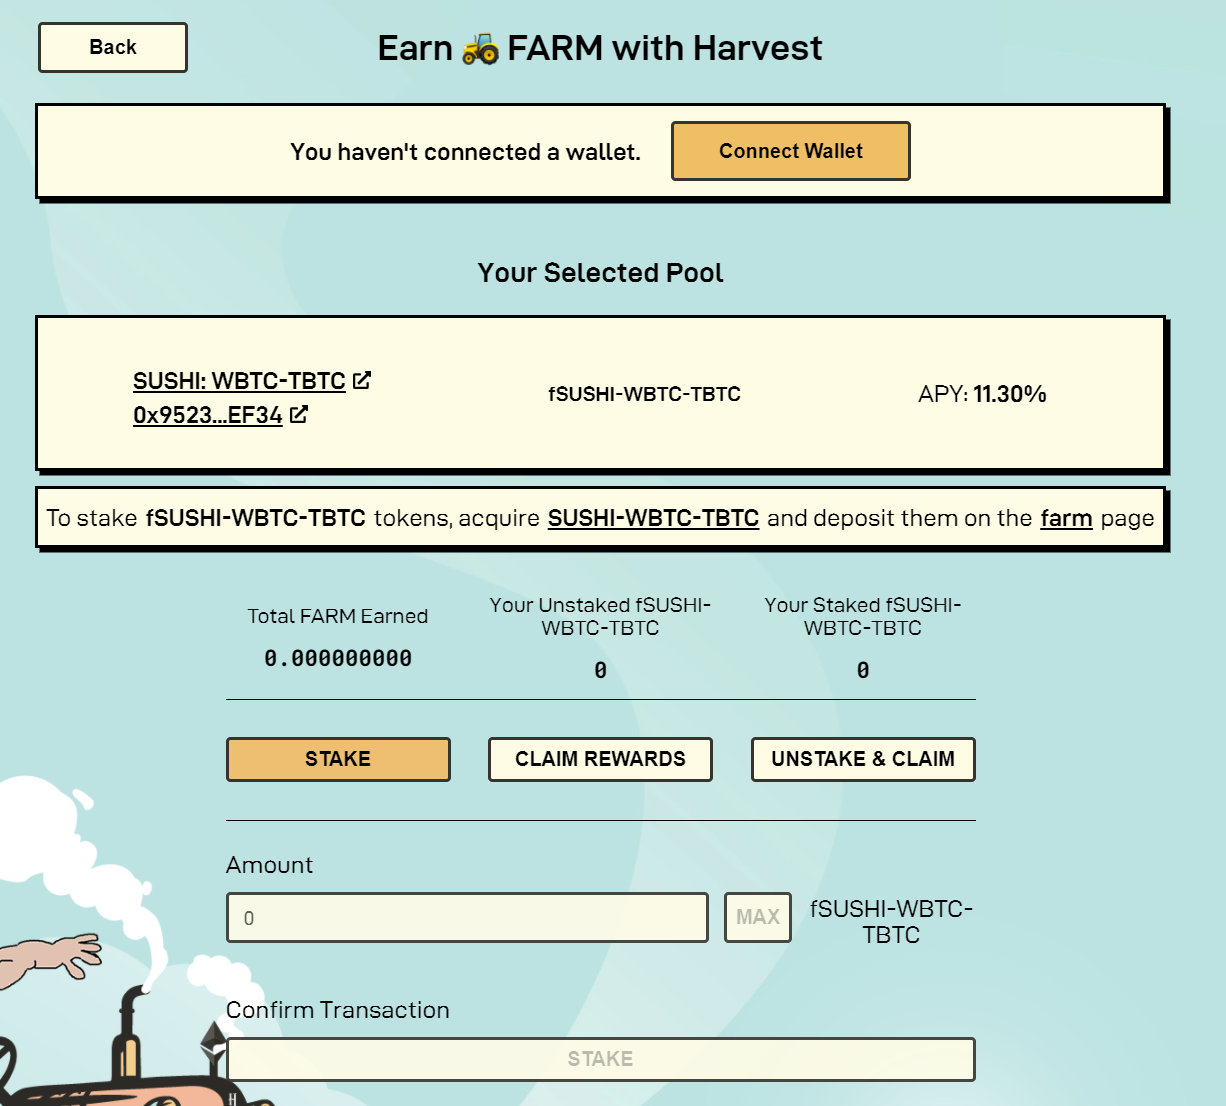 Back
Earn 🚜 FARM with Harvest
You haven't connected a wallet.
Connect Wallet
Your Selected Pool
SUSHI: WBTC-TBTC
0x9523...EF34
fSUSHI-WBTC-TBTC
APY: 11.30%
To stake fSUSHI-WBTC-TBTC tokens, acquire SUSHI-WBTC-TBTC and deposit them on the farm page
Total FARM Earned
0.000000000
Your Unstaked fSUSHI-
WBTC-TBTC
0
Your Staked fSUSHI-
WBTC-TBTC
0
STAKE
CLAIM REWARDS
UNSTAKE & CLAIM
Amount
0
MAX
fSUSHI-WBTC-
TBTC
Confirm Transaction
STAKE
H